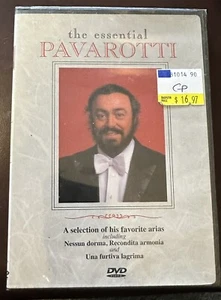 the essential
PAVAROTTI
CP
$ 16.97
A selection of his favorite arias
including
Nessun dorma, Recondita armonia
and
Una furtiva lagrima
DVD